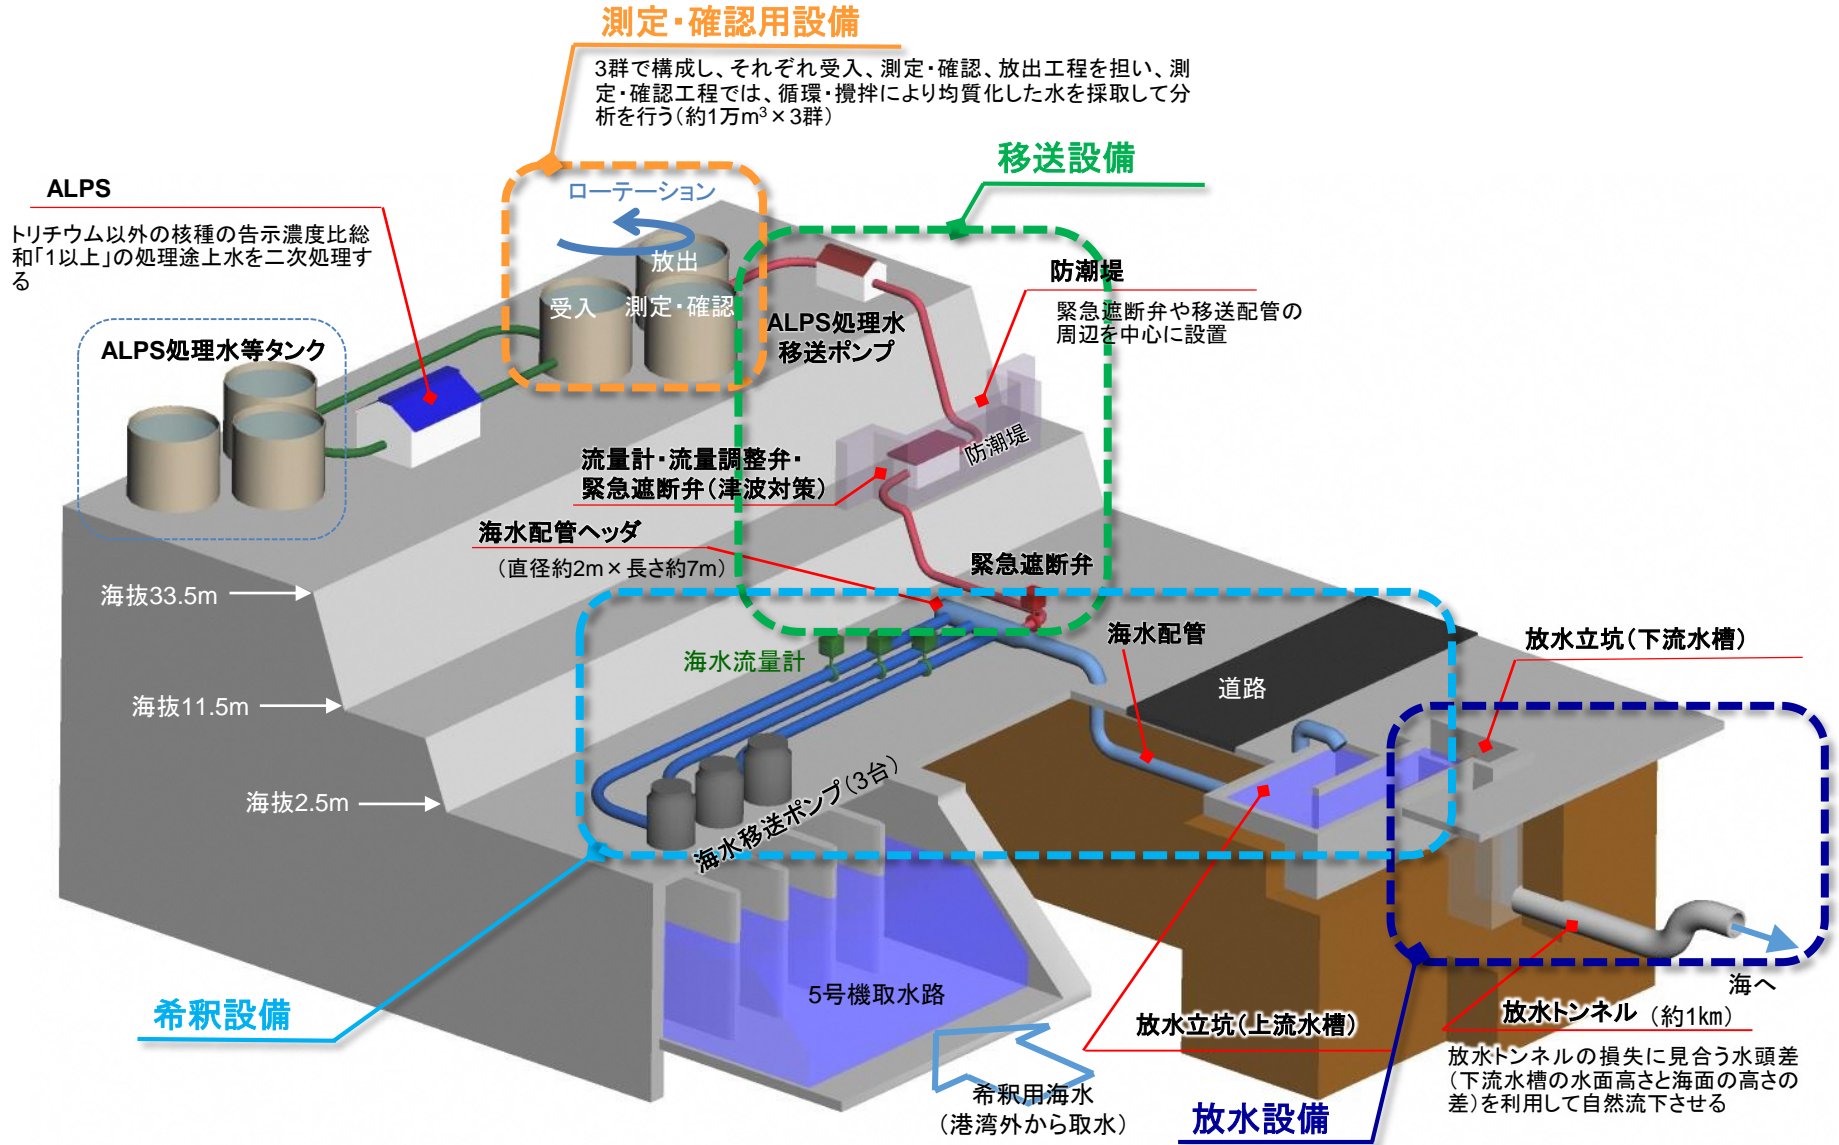 測定・確認用設備
3群で構成し、それぞれ受入、測定・確認、放出工程を担い、測
定・確認工程では、循環・攪拌により均質化した水を採取して分
析を行う(約1万m³×3群)
移送設備
ALPS
トリチウム以外の核種の告示濃度比総
和「1以上」の処理途上水を二次処理す
る
ローテーション
放出
受入
測定・確認
防潮堤
緊急遮断弁や移送配管の
周辺を中心に設置
ALPS処理水等タンク
ALPS処理水
移送ポンプ
防潮堤
流量計・流量調整弁・
緊急遮断弁(津波対策)
海水配管ヘッダ
(直径約2m×長さ約7m)
緊急遮断弁
海抜33.5m
海水配管
放水立坑(下流水槽)
海水流量計
道路
海抜11.5m
海抜2.5m
海水移送ポンプ(3台)
5号機取水路
海へ
希釈設備
放水立坑(上流水槽)
放水トンネル (約1km)
放水トンネルの損失に見合う水頭差
(下流水槽の水面高さと海面の高さの
差)を利用して自然流下させる
希釈用海水
(港湾外から取水)
放水設備